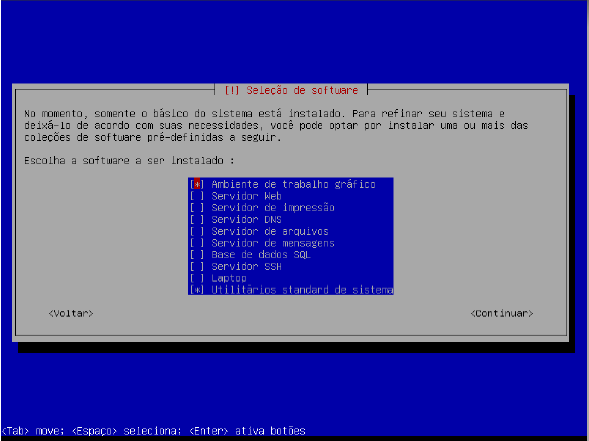 [!] Seleção de software
No momento, somente o básico do sistema está instalado. Para refinar seu sistema e
deixá-lo de acordo com suas necessidades, você pode optar por instalar uma ou mais das
coleções de software pré-definidas a seguir.
Escolha a software a ser instalado :
[*] Ambiente de trabalho gráfico
[ ] Servidor Web
[ ] Servidor de impressão
[ ] Servidor DNS
[ ] Servidor de arquivos
[ ] Servidor de mensagens
[ ] Base de dados SQL
[ ] Servidor SSH
[ ] Laptop
[*] Utilitários standard de sistema
<Voltar> <Continuar>
<Tab> move; <Espaço> seleciona; <Enter> ativa botões